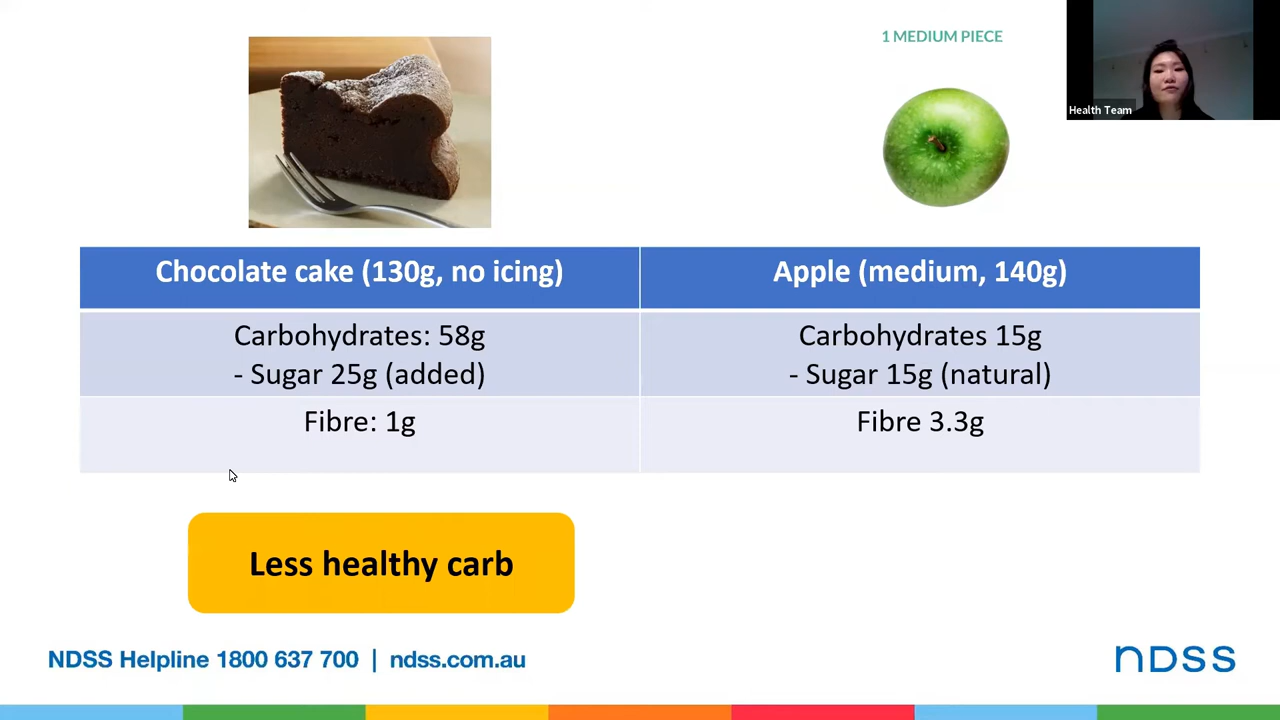 1 MEDIUM PIECE
Health Team
Chocolate cake (130g, no icing)
Apple (medium, 140g)
Carbohydrates: 58g
- Sugar 25g (added)
Carbohydrates 15g
- Sugar 15g (natural)
Fibre: 1g
Fibre 3.3g
Less healthy carb
NDSS Helpline 1800 637 700 | ndss.com.au
ndss